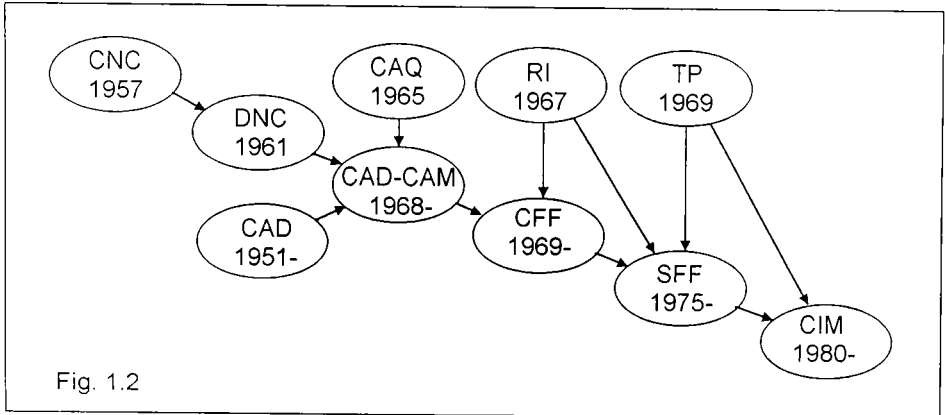 CNC
1957
CAQ
1965
RI
1967
TP
1969
DNC
1961
CAD-CAM
1968-
CAD
1951-
CFF
1969-
SFF
1975-
CIM
1980-
Fig. 1.2